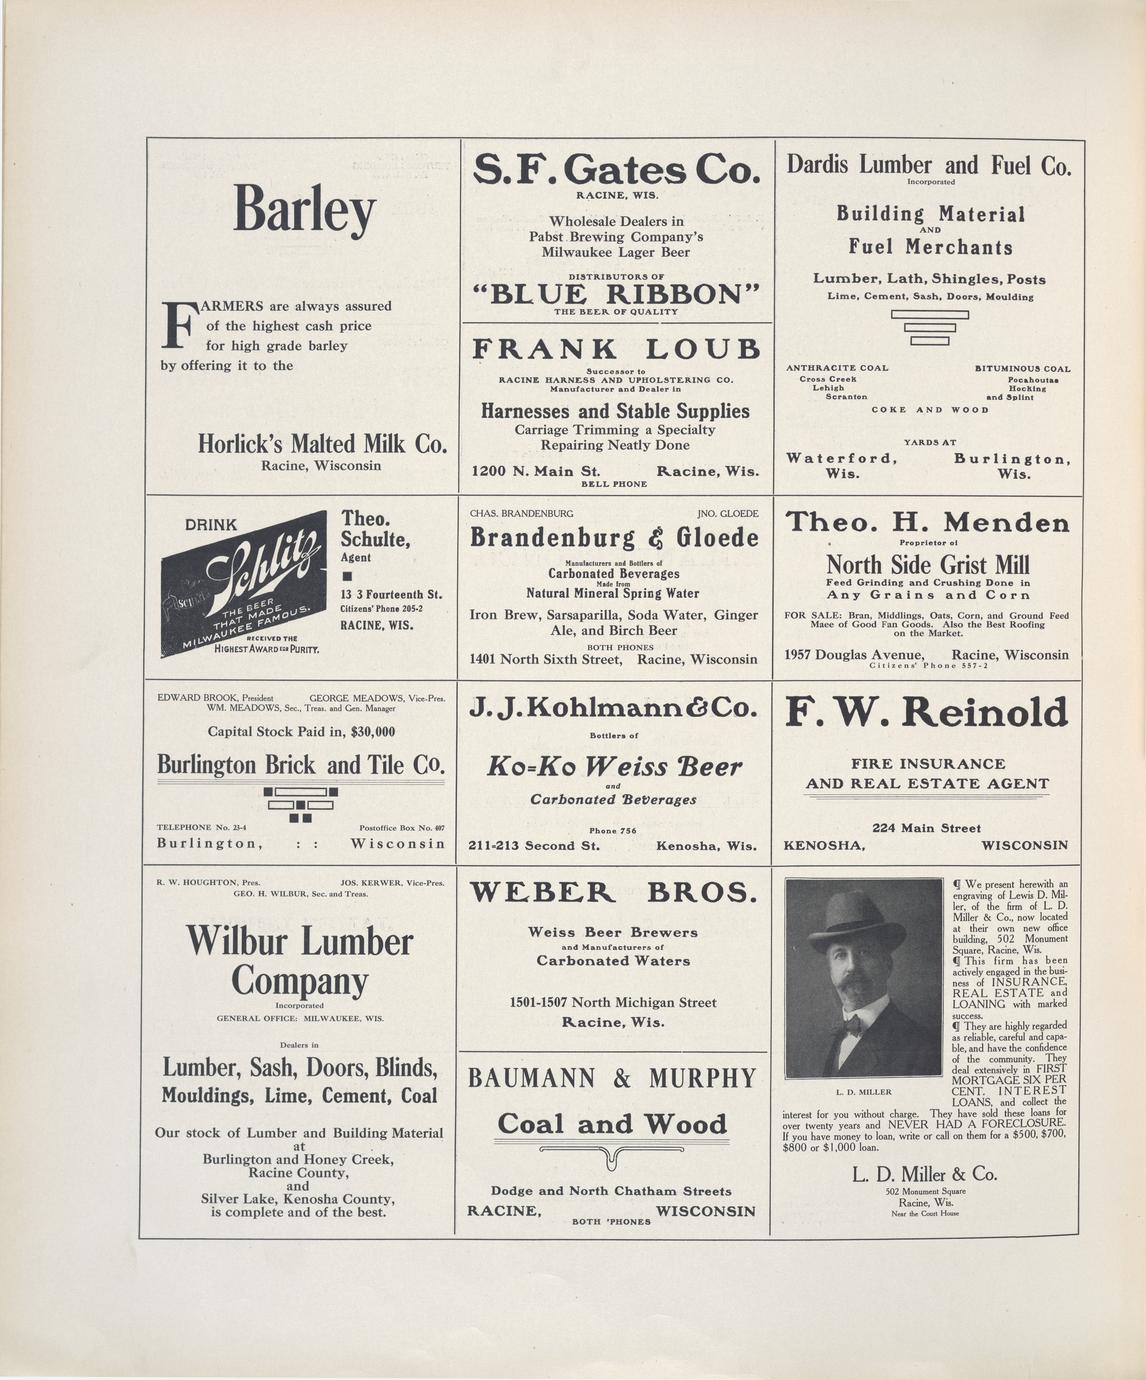 Barley
FARMERS are always assured
of the highest cash price
for high grade barley
by offering it to the
Horlick's Malted Milk Co.
Racine, Wisconsin
S. F. Gates Co.
RACINE, WIS.
Wholesale Dealers in
Pabst Brewing Company's
Milwaukee Lager Beer
DISTRIBUTORS OF
"BLUE RIBBON"
THE BEER OF QUALITY
FRANK LOUB
Successor to
RACINE HARNESS AND UPHOLSTERING CO.
Manufacturer and Dealer in
Harnesses and Stable Supplies
Carriage Trimming a Specialty
Repairing Neatly Done
1200 N. Main St. Racine, Wis.
BELL PHONE
Dardis Lumber and Fuel Co.
Incorporated
Building Material
AND
Fuel Merchants
Lumber, Lath, Shingles, Posts
Lime, Cement, Sash, Doors, Moulding
ANTHRACITE COAL
Cross Creek
Lehigh
Scranton
BITUMINOUS COAL
Pocahoutas
Hocking
and Splint
COKE AND WOOD
YARDS AT
Waterford, Wis.
Burlington, Wis.
DRINK
Schlitz
THE BEER
THAT MADE
MILWAUKEE FAMOUS.
RECEIVED THE
HIGHEST AWARD FOR PURITY.
Theo.
Schulte,
Agent
13 3 Fourteenth St.
Citizens' Phone 205-2
RACINE, WIS.
CHAS. BRANDENBURG JNO. GLOEDE
Brandenburg & Gloede
Manufacturers and Bottlers of
Carbonated Beverages
Made from
Natural Mineral Spring Water
Iron Brew, Sarsaparilla, Soda Water, Ginger
Ale, and Birch Beer
BOTH PHONES
1401 North Sixth Street, Racine, Wisconsin
Theo. H. Menden
Proprietor of
North Side Grist Mill
Feed Grinding and Crushing Done in
Any Grains and Corn
FOR SALE: Bran, Middlings, Oats, Corn, and Ground Feed
Mace of Good Fan Goods. Also the Best Roofing
on the Market.
1957 Douglas Avenue, Racine, Wisconsin
Citizens' Phone 557-2
EDWARD BROOK, President GEORGE MEADOWS, Vice-Pres.
WM. MEADOWS, Sec., Treas. and Gen. Manager
Capital Stock Paid in, $30,000
Burlington Brick and Tile Co.
TELEPHONE No. 23-4 Postoffice Box No. 407
Burlington, : : Wisconsin
J. J. Kohlmann & Co.
Bottlers of
Ko=Ko Weiss Beer
and
Carbonated Beverages
Phone 756
211=213 Second St. Kenosha, Wis.
F. W. Reinold
FIRE INSURANCE
AND REAL ESTATE AGENT
224 Main Street
KENOSHA, WISCONSIN
R. W. HOUGHTON, Pres. JOS. KERWER, Vice-Pres.
GEO. H. WILBUR, Sec. and Treas.
Wilbur Lumber
Company
Incorporated
GENERAL OFFICE: MILWAUKEE, WIS.
Dealers in
Lumber, Sash, Doors, Blinds,
Mouldings, Lime, Cement, Coal
Our stock of Lumber and Building Material
at
Burlington and Honey Creek,
Racine County,
and
Silver Lake, Kenosha County,
is complete and of the best.
WEBER BROS.
Weiss Beer Brewers
and Manufacturers of
Carbonated Waters
1501-1507 North Michigan Street
Racine, Wis.
BAUMANN & MURPHY
Coal and Wood
Dodge and North Chatham Streets
RACINE, WISCONSIN
BOTH 'PHONES
L. D. MILLER
¶ We present herewith an
engraving of Lewis D. Mil-
ler, of the firm of L. D.
Miller & Co., now located
at their own new office
building, 502 Monument
Square, Racine, Wis.
¶ This firm has been
actively engaged in the busi-
ness of INSURANCE,
REAL ESTATE and
LOANING with marked
success.
¶ They are highly regarded
as reliable, careful and capa-
ble, and have the confidence
of the community. They
deal extensively in FIRST
MORTGAGE SIX PER
CENT. INTEREST
LOANS, and collect the
interest for you without charge. They have sold these loans for
over twenty years and NEVER HAD A FORECLOSURE.
If you have money to loan, write or call on them for a $500, $700,
$800 or $1,000 loan.
L. D. Miller & Co.
502 Monument Square
Racine, Wis.
Near the Court House